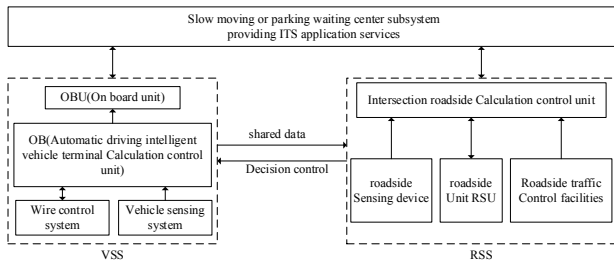 Slow moving or parking waiting center subsystem
providing ITS application services
OBU(On board unit)
OB(Automatic driving intelligent
vehicle terminal Calculation control
unit)
Wire control
system
Vehicle sensing
system
VSS
shared data
Decision control
Intersection roadside Calculation control unit
roadside
Sensing device
roadside
Unit RSU
Roadside traffic
Control facilities
RSS